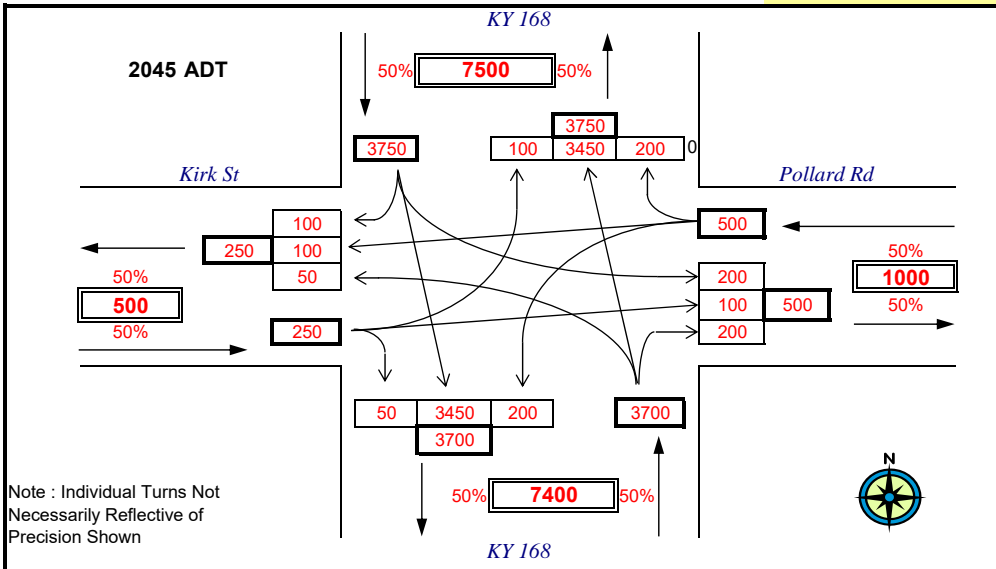 KY 168
2045 ADT
50% 7500 50%
3750
3750
100 3450 200 0
Kirk St
Pollard Rd
100
250 100
50
50%
500
50%
250
500
50%
1000
50%
200
100 500
200
50 3450 200
3700
3700
50% 7400 50%
KY 168
Note : Individual Turns Not
Necessarily Reflective of
Precision Shown
N